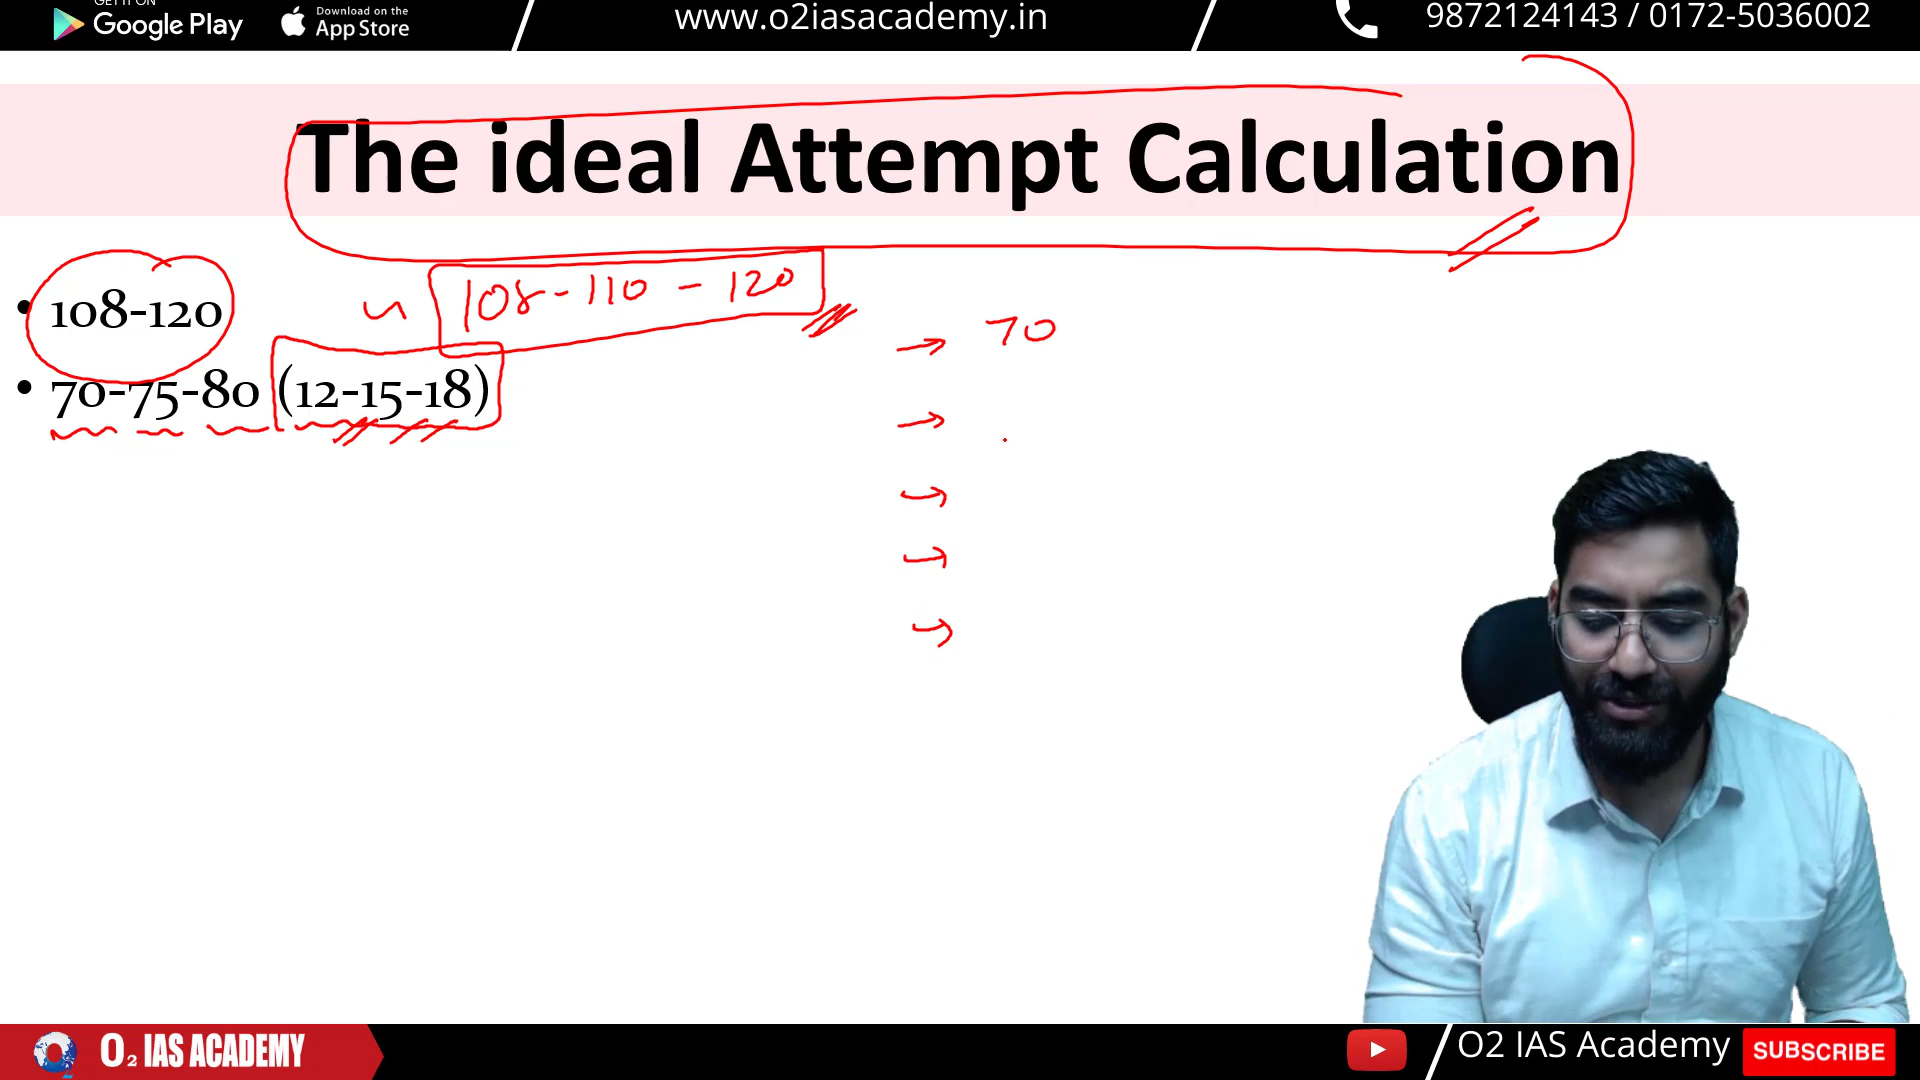 GET IT ON
Google Play
Download on the
App Store
www.o2iasacademy.in
9872124143 / 0172-5036002
The ideal Attempt Calculation
• 108-120
108 - 110 - 120
• 70-75-80 (12-15-18)
→ 70
→
→
→
→
O2 IAS ACADEMY
O2 IAS Academy
SUBSCRIBE